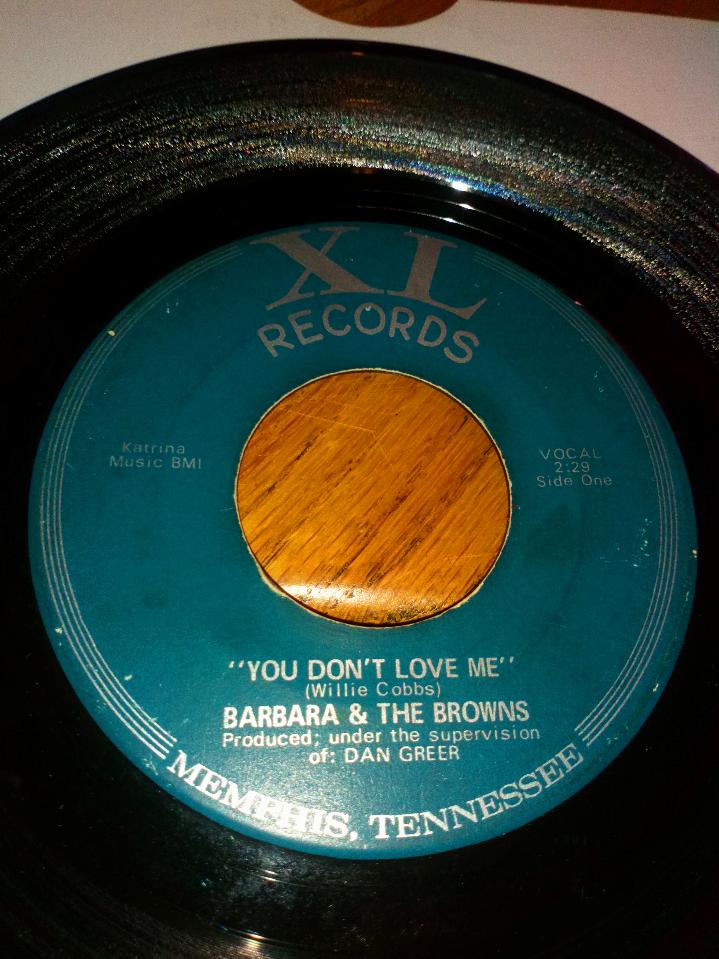 XL
RECORDS
Katrina
Music BMI
VOCAL
2:29
Side One
"YOU DON'T LOVE ME"
(Willie Cobbs)
BARBARA & THE BROWNS
Produced; under the supervision
of: DAN GREER
MEMPHIS, TENNESSEE